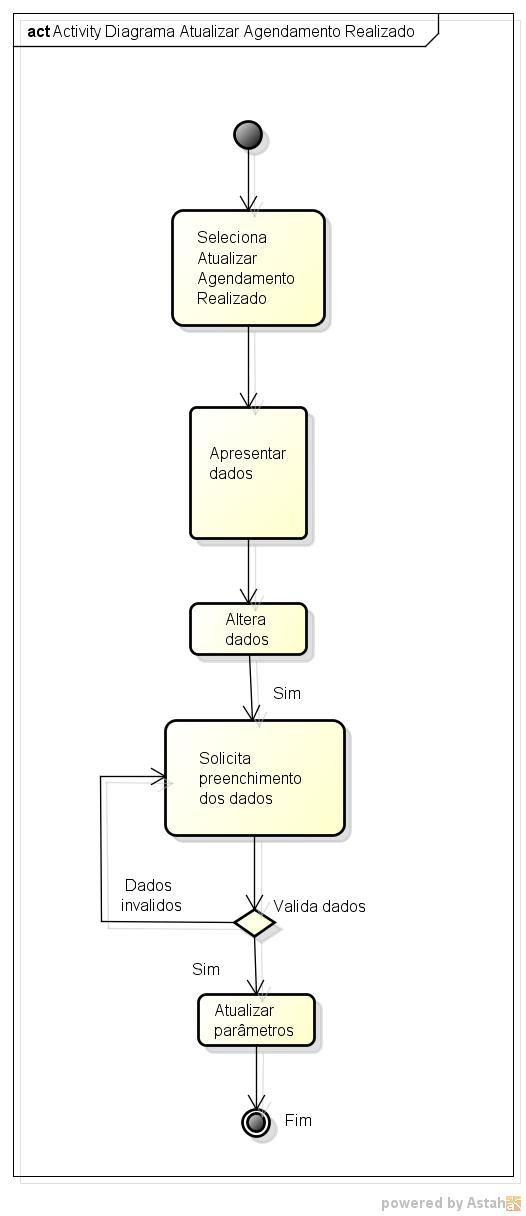 act Activity Diagrama Atualizar Agendamento Realizado
Seleciona
Atualizar
Agendamento
Realizado
Apresentar
dados
Altera
dados
Sim
Solicita
preenchimento
dos dados
Dados
invalidos
Valida dados
Sim
Atualizar
parâmetros
Fim
powered by Astah